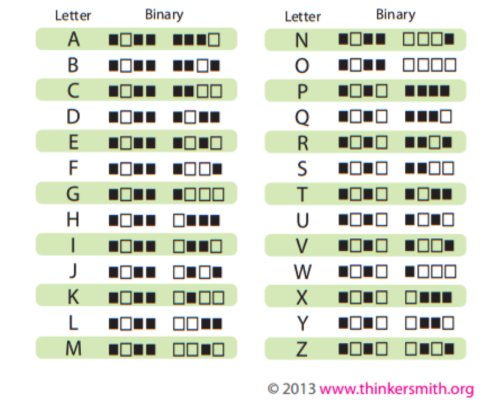 Letter Binary Letter Binary
A N
B O
C P
D Q
E R
F S
G T
H U
I V
J W
K X
L Y
M Z
© 2013 www.thinkersmith.org